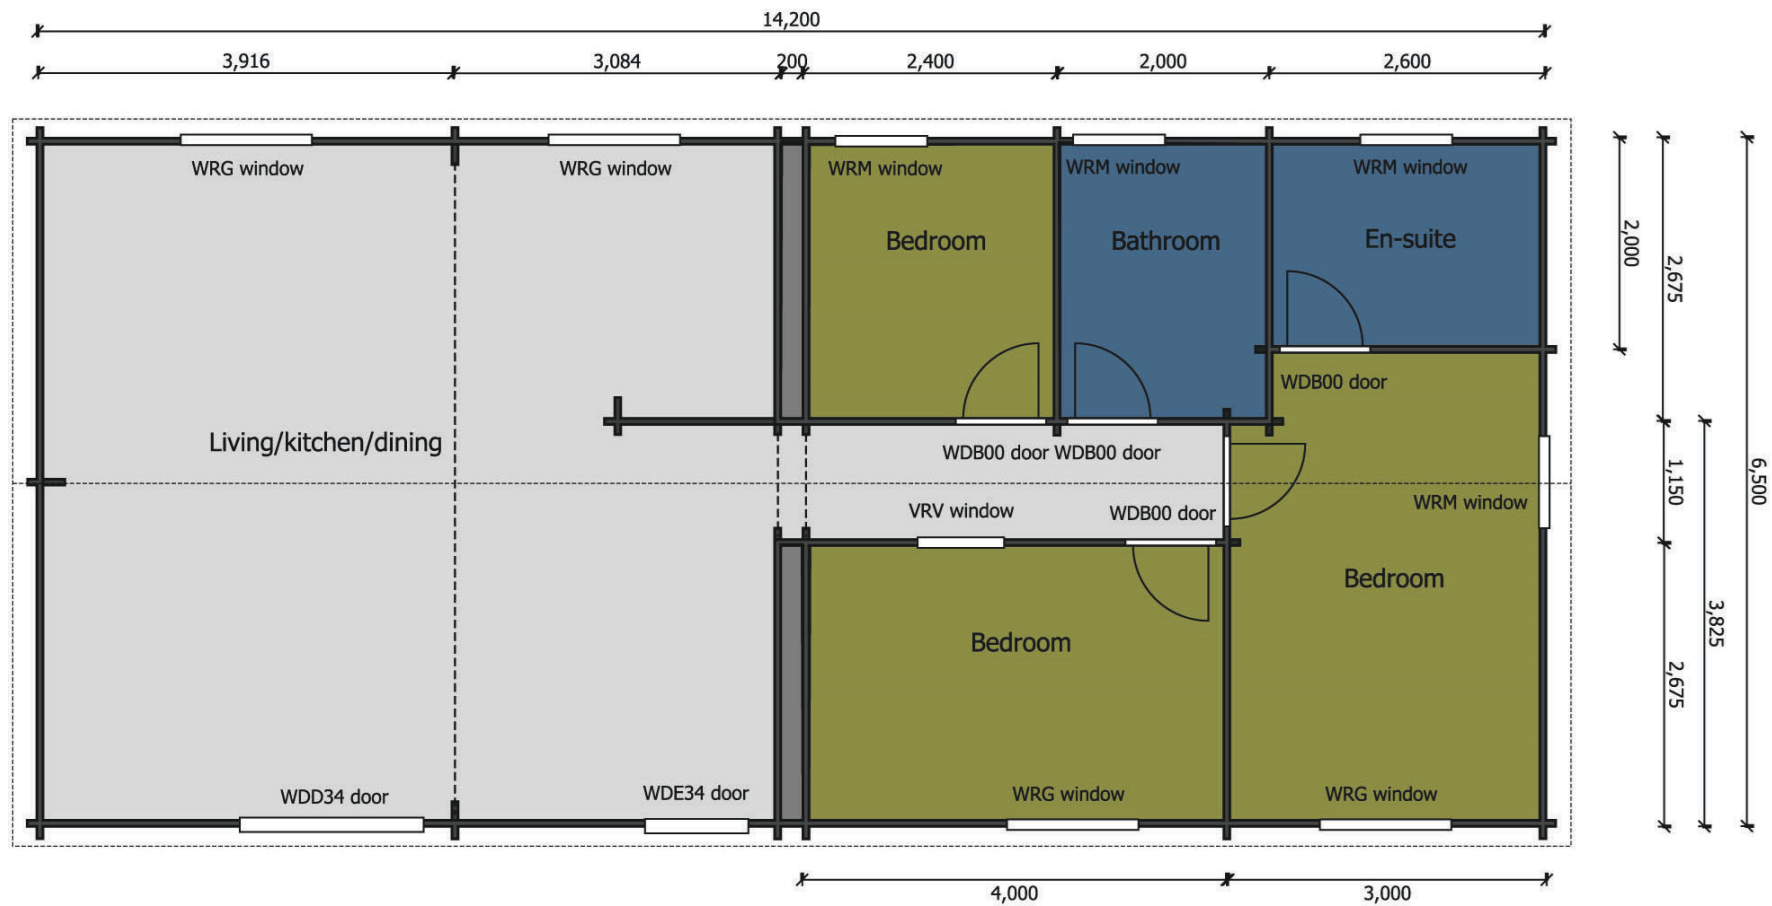 14,200
3,916
3,084
200
2,400
2,000
2,600
WRG window
WRG window
WRM window
WRM window
WRM window
Bedroom
Bathroom
En-suite
2,000
2,675
WDB00 door
Living/kitchen/dining
WDB00 door WDB00 door
1,150
6,500
VRV window
WDB00 door
WRM window
Bedroom
3,825
Bedroom
2,675
WDD34 door
WDE34 door
WRG window
WRG window
4,000
3,000